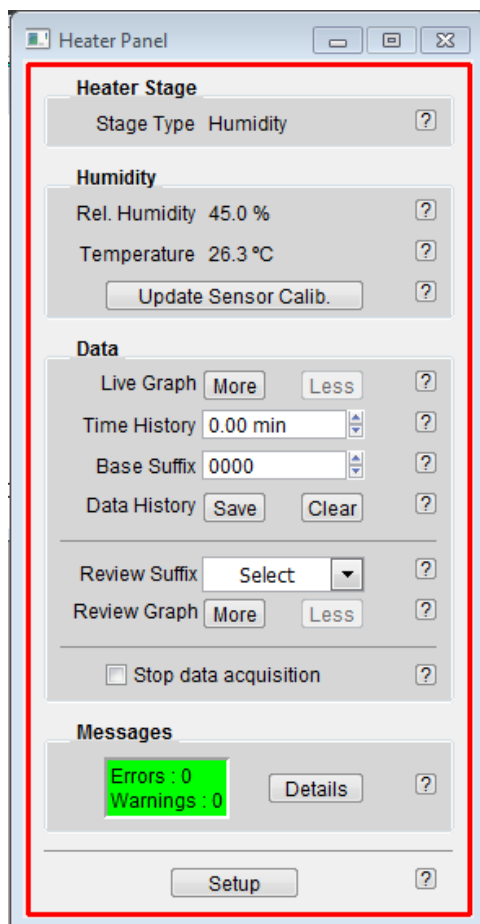 Heater Panel
Heater Stage
Stage Type Humidity ?
Humidity
Rel. Humidity 45.0 % ?
Temperature 26.3 ºC ?
Update Sensor Calib. ?
Data
Live Graph More Less ?
Time History 0.00 min ?
Base Suffix 0000 ?
Data History Save Clear ?
Review Suffix Select ?
Review Graph More Less ?
Stop data acquisition ?
Messages
Errors : 0
Warnings : 0 Details ?
Setup ?